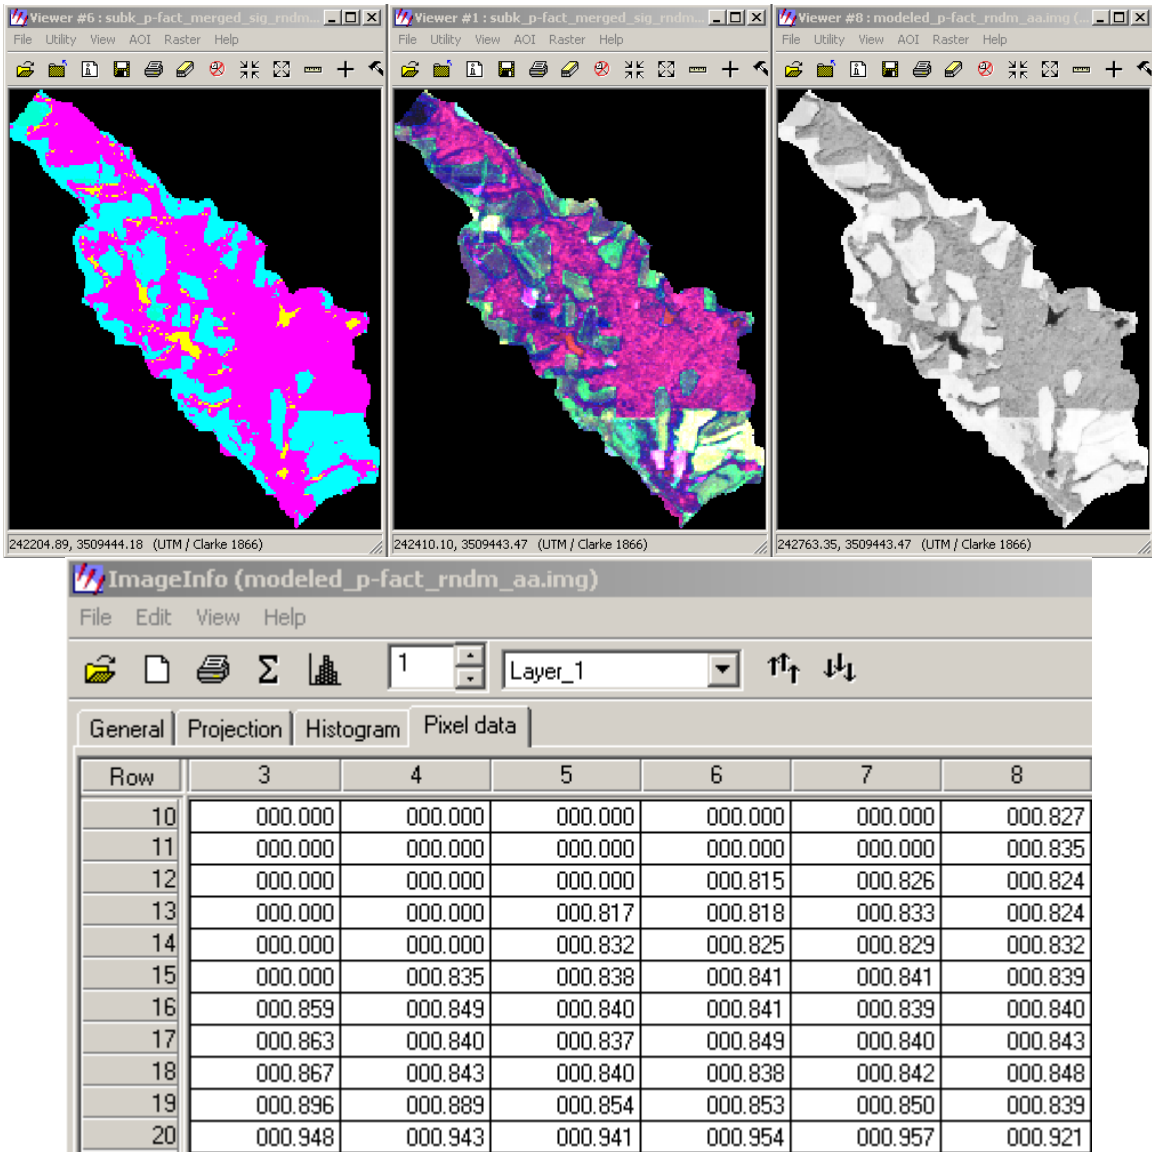 Viewer #6 : subk_p-fact_merged_sig_rndm...
File Utility View AOI Raster Help
242204.89, 3509444.18 (UTM / Clarke 1866)
Viewer #1 : subk_p-fact_merged_sig_rndm...
File Utility View AOI Raster Help
242410.10, 3509443.47 (UTM / Clarke 1866)
Viewer #8 : modeled_p-fact_rndm_aa.img (...
File Utility View AOI Raster Help
242763.35, 3509443.47 (UTM / Clarke 1866)
ImageInfo (modeled_p-fact_rndm_aa.img)
File Edit View Help
Σ 1 Layer_1
General Projection Histogram Pixel data
Row 3 4 5 6 7 8
10 000.000 000.000 000.000 000.000 000.000 000.827
11 000.000 000.000 000.000 000.000 000.000 000.835
12 000.000 000.000 000.000 000.815 000.826 000.824
13 000.000 000.000 000.817 000.818 000.833 000.824
14 000.000 000.000 000.832 000.825 000.829 000.832
15 000.000 000.835 000.838 000.841 000.841 000.839
16 000.859 000.849 000.840 000.841 000.839 000.840
17 000.863 000.840 000.837 000.849 000.840 000.843
18 000.867 000.843 000.840 000.838 000.842 000.848
19 000.896 000.889 000.854 000.853 000.850 000.839
20 000.948 000.943 000.941 000.954 000.957 000.921